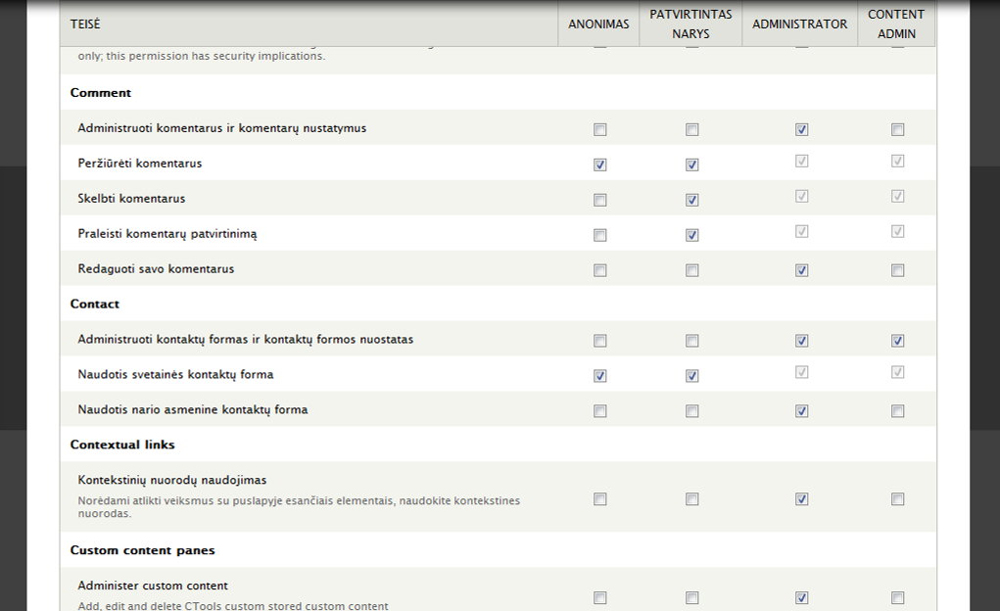 TEISĖ
ANONIMAS
PATVIRTINTAS
NARYS
ADMINISTRATOR
CONTENT
ADMIN
only; this permission has security implications.
Comment
Administruoti komentarus ir komentarų nustatymus
Peržiūrėti komentarus
Skelbti komentarus
Praleisti komentarų patvirtinimą
Redaguoti savo komentarus
Contact
Administruoti kontaktų formas ir kontaktų formos nuostatas
Naudotis svetainės kontaktų forma
Naudotis nario asmenine kontaktų forma
Contextual links
Kontekstinių nuorodų naudojimas
Norėdami atlikti veiksmus su puslapyje esančiais elementais, naudokite kontekstines
nuorodas.
Custom content panes
Administer custom content
Add, edit and delete CTools custom stored custom content